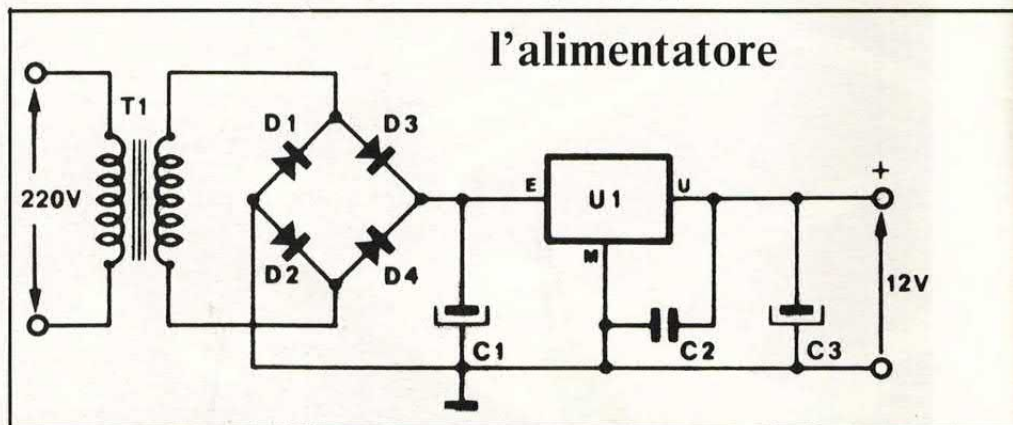 l'alimentatore
T1
D1
D3
220V
E
U1
U
+
M
D2
D4
12V
C1
C2
C3